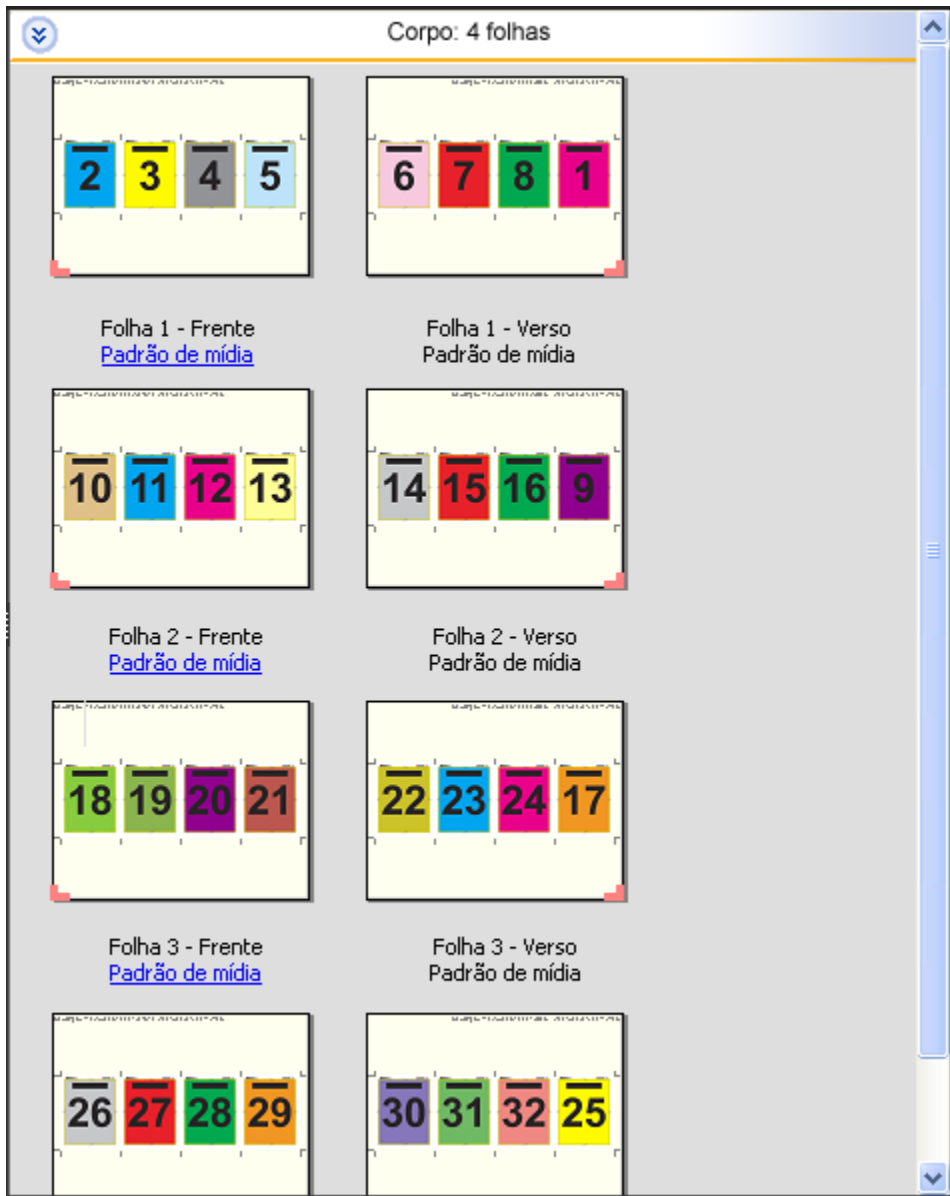 Corpo: 4 folhas
2 3 4 5
6 7 8 1
Folha 1 - Frente
Padrão de mídia
Folha 1 - Verso
Padrão de mídia
10 11 12 13
14 15 16 9
Folha 2 - Frente
Padrão de mídia
Folha 2 - Verso
Padrão de mídia
18 19 20 21
22 23 24 17
Folha 3 - Frente
Padrão de mídia
Folha 3 - Verso
Padrão de mídia
26 27 28 29
30 31 32 25